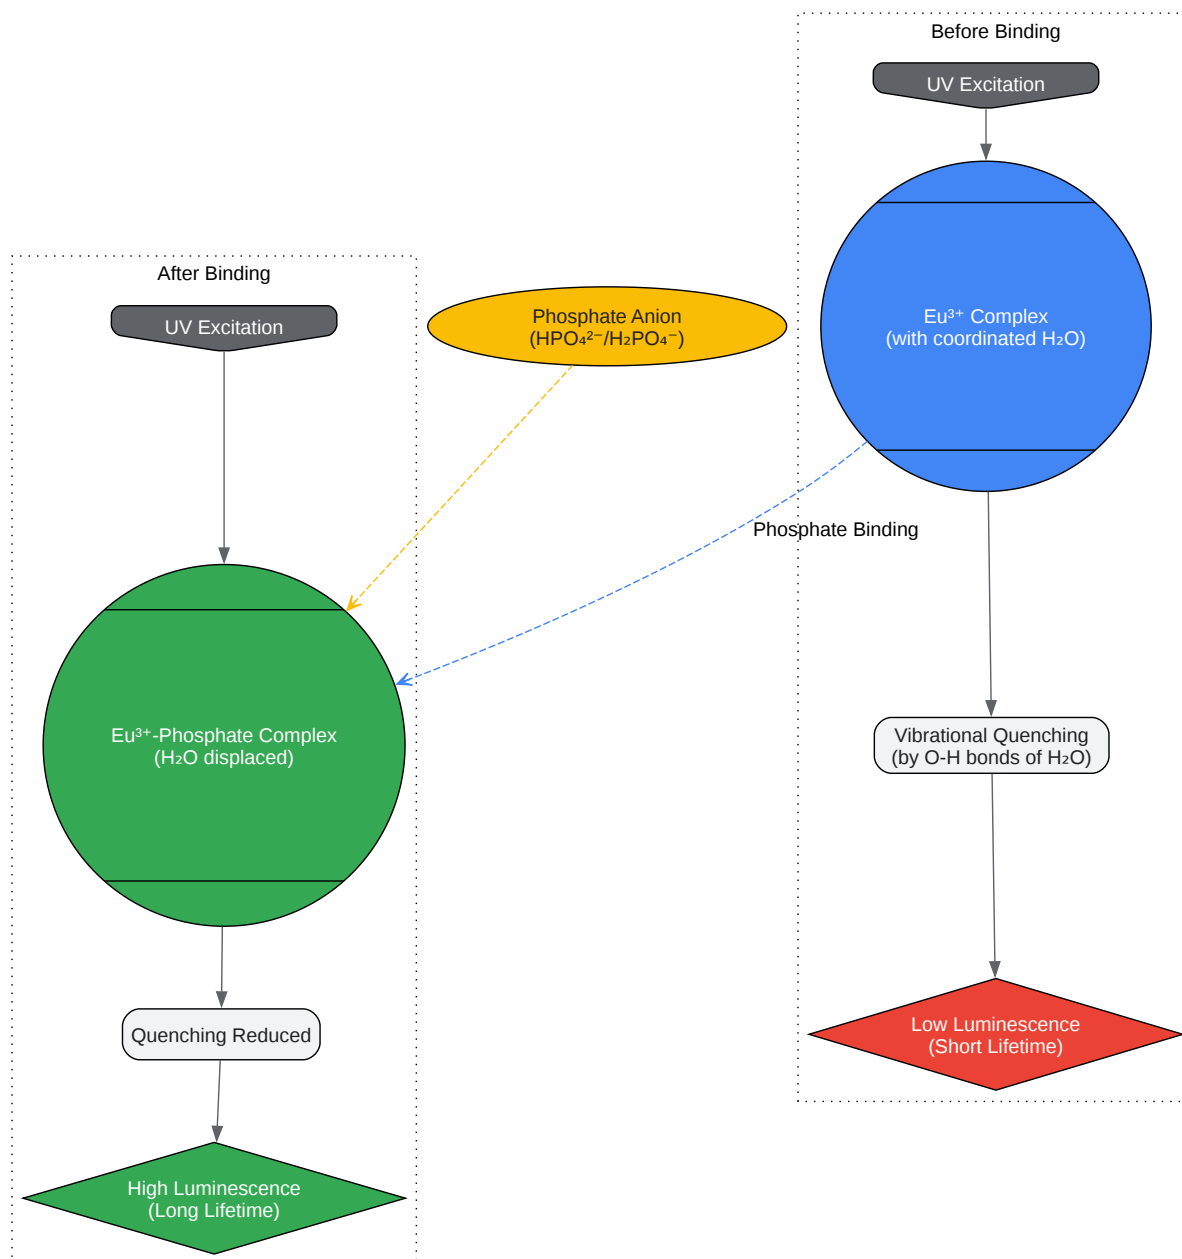 Before Binding
UV Excitation
Eu³⁺ Complex
(with coordinated H₂O)
After Binding
UV Excitation
Phosphate Anion
(HPO₄²⁻/H₂PO₄⁻)
Phosphate Binding
Eu³⁺-Phosphate Complex
(H₂O displaced)
Vibrational Quenching
(by O-H bonds of H₂O)
Quenching Reduced
Low Luminescence
(Short Lifetime)
High Luminescence
(Long Lifetime)